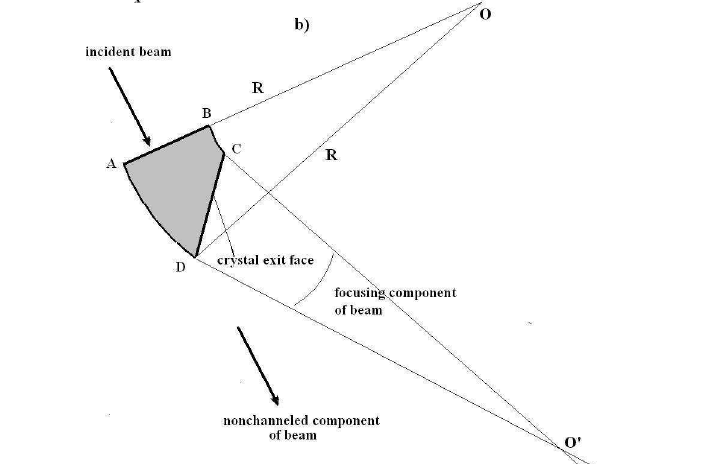 b)
O
incident beam
R
B
A
C
R
D
crystal exit face
focusing component
of beam
nonchanneled component
of beam
O'